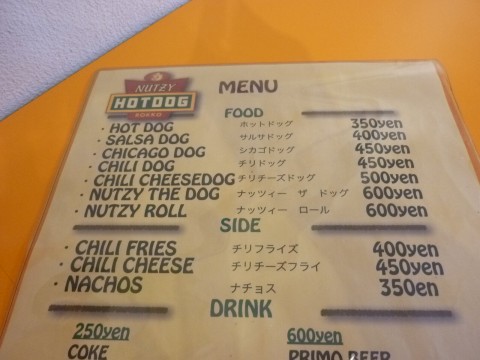 NUTZY
HOTDOG
MENU
FOOD
・HOT DOG ホットドッグ 350yen
・SALSA DOG サルサドッグ 400yen
・CHICAGO DOG シカゴドッグ 450yen
・CHILI DOG チリドッグ 450yen
・CHILI CHEESEDOG チリチーズドッグ 500yen
・NUTZY THE DOG ナッツィー ザ ドッグ 600yen
・NUTZY ROLL ナッツィー ロール 600yen
SIDE
・CHILI FRIES チリフライズ 400yen
・CHILI CHEESE チリチーズフライ 450yen
・NACHOS ナチョス 350en
DRINK
250yen 600yen
COKE PRIMO BEER